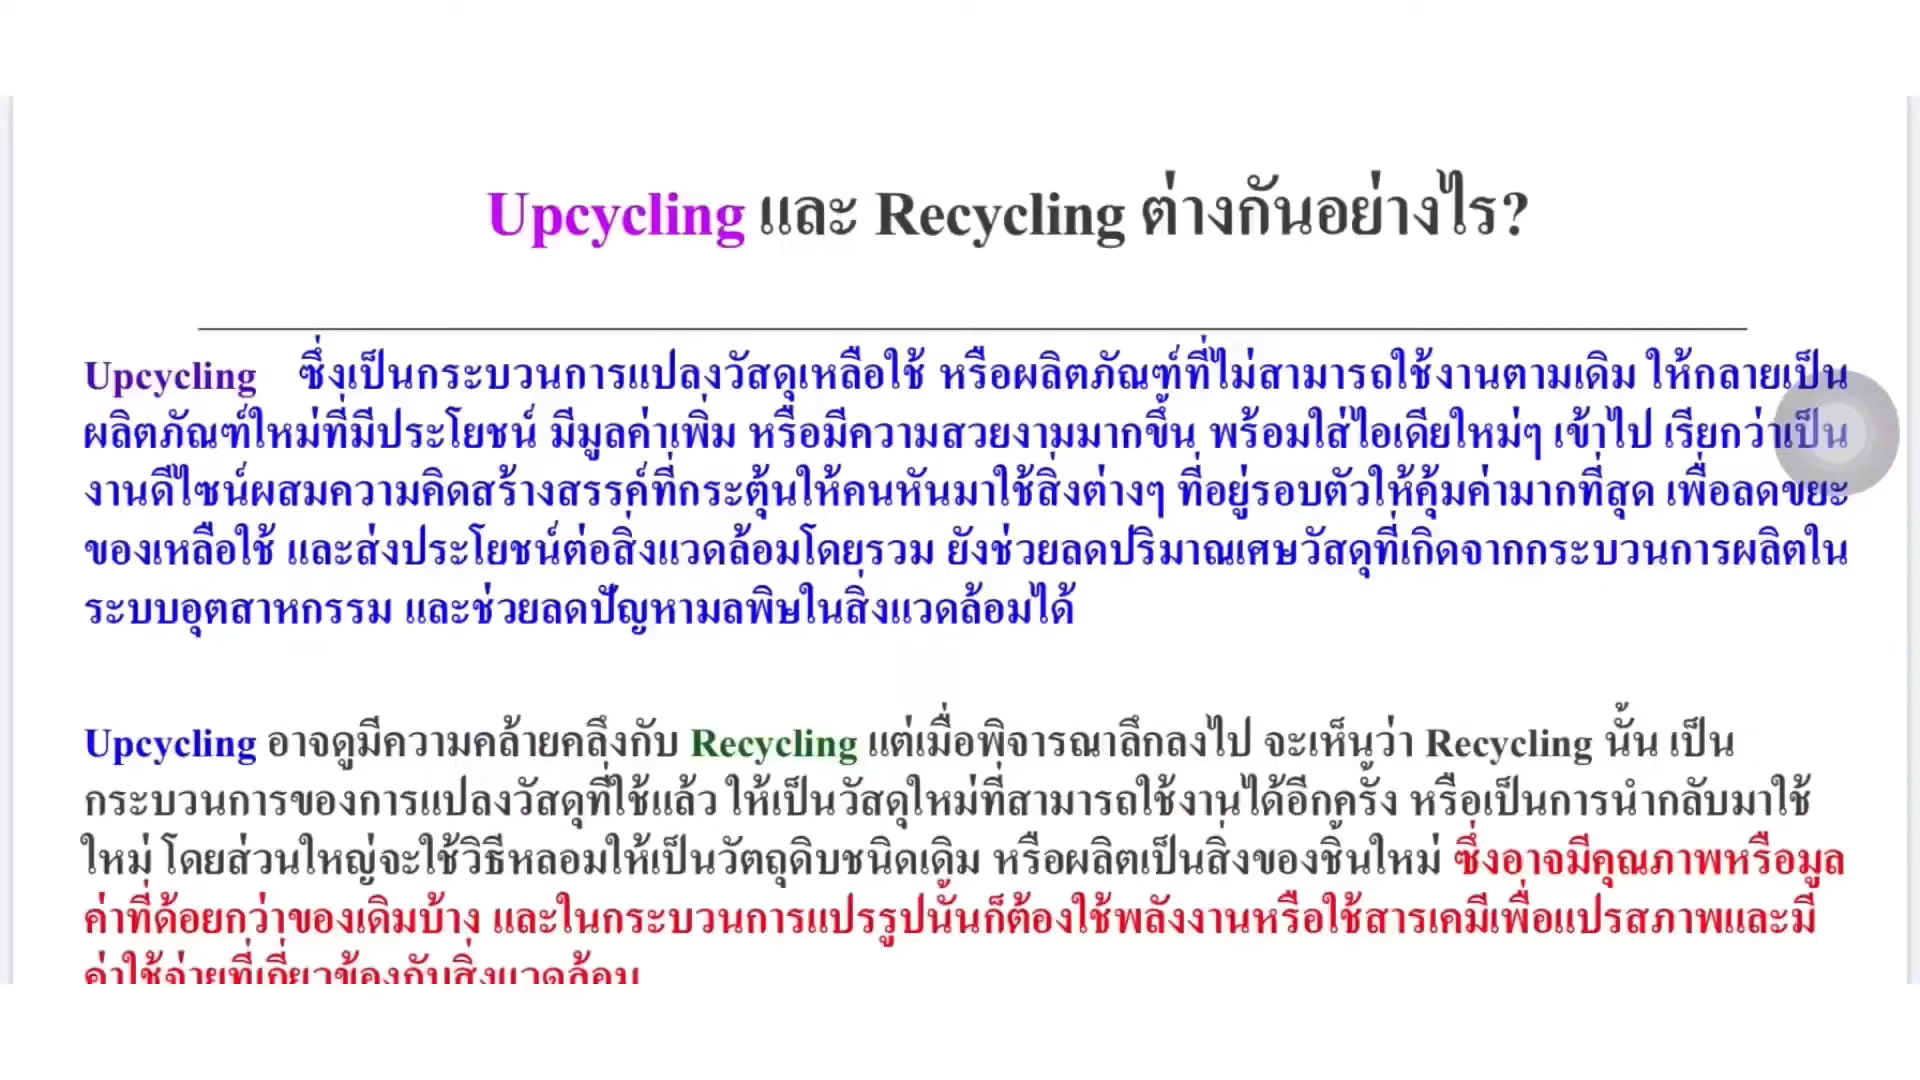 Upcycling และ Recycling ต่างกันอย่างไร?
Upcycling ซึ่งเป็นกระบวนการแปลงวัสดุเหลือใช้ หรือผลิตภัณฑ์ที่ไม่สามารถใช้งานตามเดิม ให้กลายเป็น
ผลิตภัณฑ์ใหม่ที่มีประโยชน์ มีมูลค่าเพิ่ม หรือมีความสวยงามมากขึ้น พร้อมใส่ไอเดียใหม่ๆ เข้าไป เรียกว่าเป็น
งานดีไซน์ผสมความคิดสร้างสรรค์ที่กระตุ้นให้คนหันมาใช้สิ่งต่างๆ ที่อยู่รอบตัวให้คุ้มค่ามากที่สุด เพื่อลดขยะ
ของเหลือใช้ และส่งประโยชน์ต่อสิ่งแวดล้อมโดยรวม ยังช่วยลดปริมาณเศษวัสดุที่เกิดจากกระบวนการผลิตใน
ระบบอุตสาหกรรม และช่วยลดปัญหามลพิษในสิ่งแวดล้อมได้
Upcycling อาจดูมีความคล้ายคลึงกับ Recycling แต่เมื่อพิจารณาลึกลงไป จะเห็นว่า Recycling นั้น เป็น
กระบวนการของการแปลงวัสดุที่ใช้แล้ว ให้เป็นวัสดุใหม่ที่สามารถใช้งานได้อีกครั้ง หรือเป็นการนำกลับมาใช้
ใหม่ โดยส่วนใหญ่จะใช้วิธีหลอมให้เป็นวัตถุดิบชนิดเดิม หรือผลิตเป็นสิ่งของชิ้นใหม่ ซึ่งอาจมีคุณภาพหรือมูล
ค่าที่ด้อยกว่าของเดิมบ้าง และในกระบวนการแปรรูปนั้นก็ต้องใช้พลังงานหรือใช้สารเคมีเพื่อแปรสภาพและมี
ค่าใช้จ่ายที่เกี่ยวข้องกับสิ่งแวดล้อม